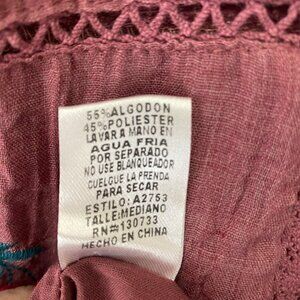 55%ALGODON
45%POLIESTER
LAVAR A MANO EN
AGUA FRIA
POR SEPARADO
NO USE BLANQUEADOR
CUELGUE LA PRENDA
PARA SECAR
ESTILO: A2753
TALLE:MEDIANO
RN#:130733
HECHO EN CHINA